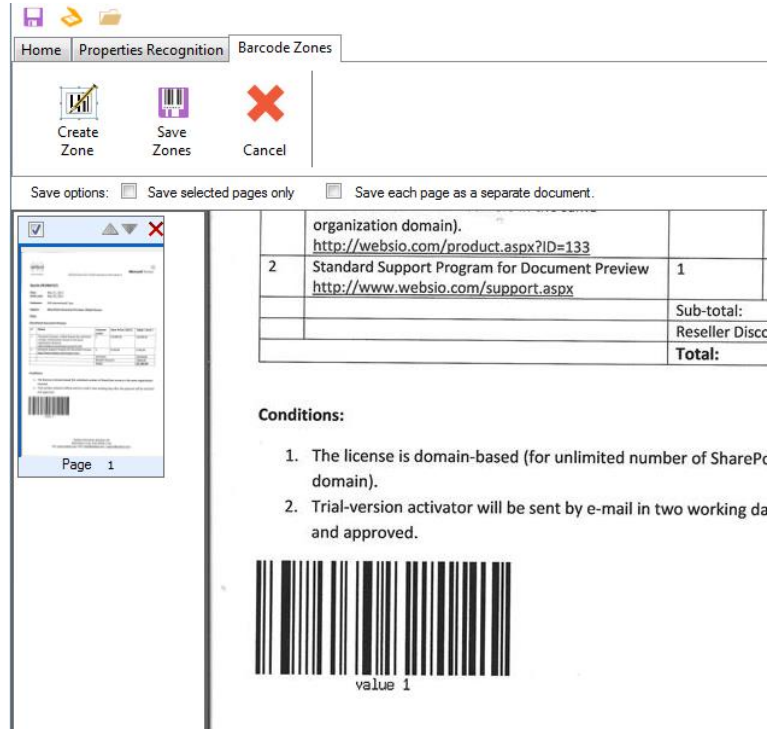 Home Properties Recognition Barcode Zones
Create Zone
Save Zones
Cancel
Save options: Save selected pages only Save each page as a separate document.
Page 1
organization domain).
http://websio.com/product.aspx?ID=133
2 Standard Support Program for Document Preview 1
http://www.websio.com/support.aspx
Sub-total:
Reseller Disco
Total:
Conditions:
1. The license is domain-based (for unlimited number of SharePo
domain).
2. Trial-version activator will be sent by e-mail in two working da
and approved.
value 1